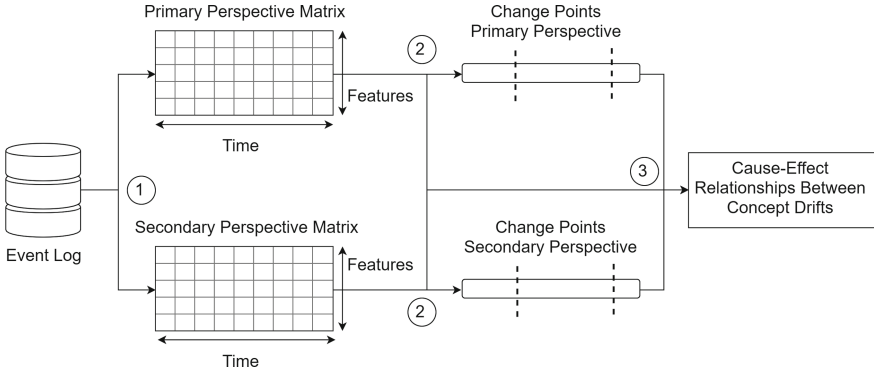 Primary Perspective Matrix
Change Points
Primary Perspective
2
Features
Time
1
3
Cause-Effect
Relationships Between
Concept Drifts
Event Log
Secondary Perspective Matrix
Change Points
Secondary Perspective
Features
2
Time